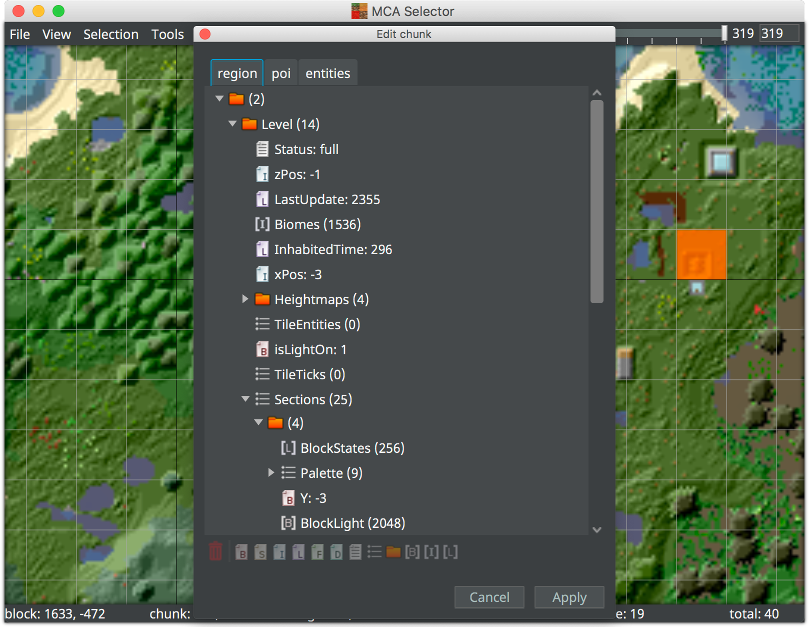 MCA Selector
File View Selection Tools
319 319
Edit chunk
region poi entities
(2)
Level (14)
Status: full
I zPos: -1
L LastUpdate: 2355
[I] Biomes (1536)
L InhabitedTime: 296
I xPos: -3
Heightmaps (4)
TileEntities (0)
B isLightOn: 1
TileTicks (0)
Sections (25)
(4)
[L] BlockStates (256)
Palette (9)
B Y: -3
[B] BlockLight (2048)
B S I L F D [B] [I] [L]
Cancel Apply
block: 1633, -472 chunk: e: 19 total: 40